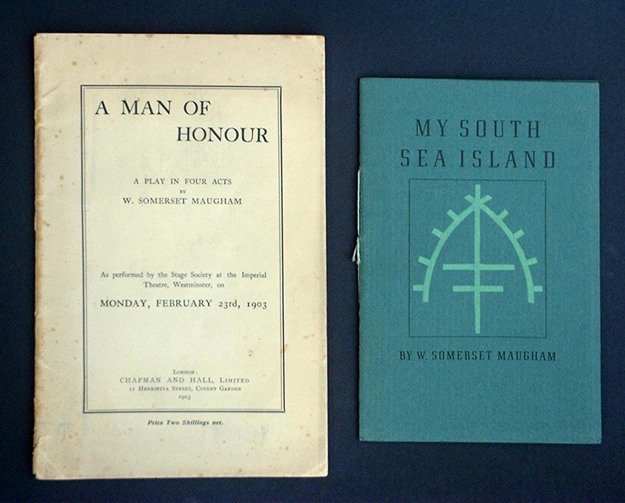 A MAN OF
HONOUR
A PLAY IN FOUR ACTS
BY
W. SOMERSET MAUGHAM
As performed by the Stage Society at the Imperial
Theatre, Westminster, on
MONDAY, FEBRUARY 23rd, 1903
London:
CHAPMAN AND HALL, Limited
11 Henrietta Street, Covent Garden
1903
Price Two Shillings net.
MY SOUTH
SEA ISLAND
BY W. SOMERSET MAUGHAM